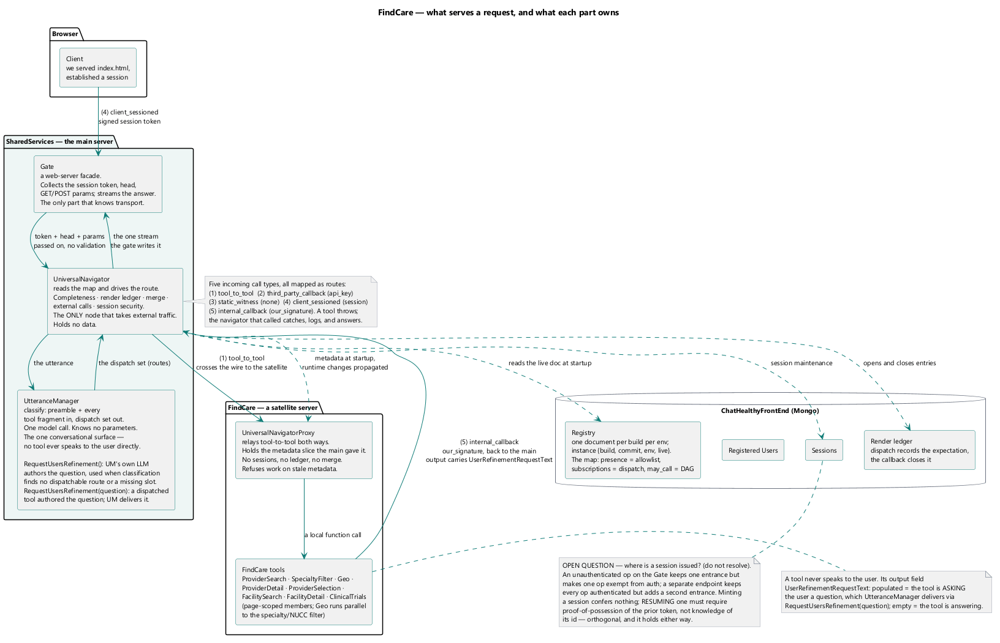 FindCare — what serves a request, and what each part owns
Browser
Client
we served index.html,
established a session
(4) client_sessioned
signed session token
SharedServices — the main server
Gate
a web-server facade.
Collects the session token, head,
GET/POST params; streams the answer.
The only part that knows transport.
token + head + params
passed on, no validation
the one stream
the gate writes it
UniversalNavigator
reads the map and drives the route.
Completeness · render ledger · merge ·
external calls · session security.
The ONLY node that takes external traffic.
Holds no data.
Five incoming call types, all mapped as routes:
(1) tool_to_tool  (2) third_party_callback (api_key)
(3) static_witness (none)  (4) client_sessioned (session)
(5) internal_callback (our_signature). A tool throws;
the navigator that called catches, logs, and answers.
the utterance
the dispatch set (routes)
(1) tool_to_tool
crosses the wire to the satellite
metadata at startup,
runtime changes propagated
reads the live doc at startup
session maintenance
opens and closes entries
UtteranceManager
classify: preamble + every
tool fragment in, dispatch set out.
One model call. Knows no parameters.
The one conversational surface —
no tool ever speaks to the user directly.
RequestUsersRefinement(): UM's own LLM
authors the question, used when classification
finds no dispatchable route or a missing slot.
RequestUsersRefinement(question): a dispatched
tool authored the question; UM delivers it.
FindCare — a satellite server
UniversalNavigatorProxy
relays tool-to-tool both ways.
Holds the metadata slice the main gave it.
No sessions, no ledger, no merge.
Refuses work on stale metadata.
(5) internal_callback
our_signature, back to the main
output carries UserRefinementRequestText
ChatHealthyFrontEnd (Mongo)
Registry
one document per build per env;
instance (build, commit, env, live).
The map: presence = allowlist,
subscriptions = dispatch, may_call = DAG
Registered Users
Sessions
Render ledger
dispatch records the expectation,
the callback closes it
a local function call
FindCare tools
ProviderSearch · SpecialtyFilter · Geo ·
ProviderDetail · ProviderSelection ·
FacilitySearch · FacilityDetail · ClinicalTrials
(page-scoped members; Geo runs parallel
to the specialty/NUCC filter)
OPEN QUESTION — where is a session issued? (do not resolve).
An unauthenticated op on the Gate keeps one entrance but
makes one op exempt from auth; a separate endpoint keeps
every op authenticated but adds a second entrance. Minting
a session confers nothing; RESUMING one must require
proof-of-possession of the prior token, not knowledge of
its id — orthogonal, and it holds either way.
A tool never speaks to the user. Its output field
UserRefinementRequestText: populated = the tool is ASKING
the user a question, which UtteranceManager delivers via
RequestUsersRefinement(question); empty = the tool is answering.